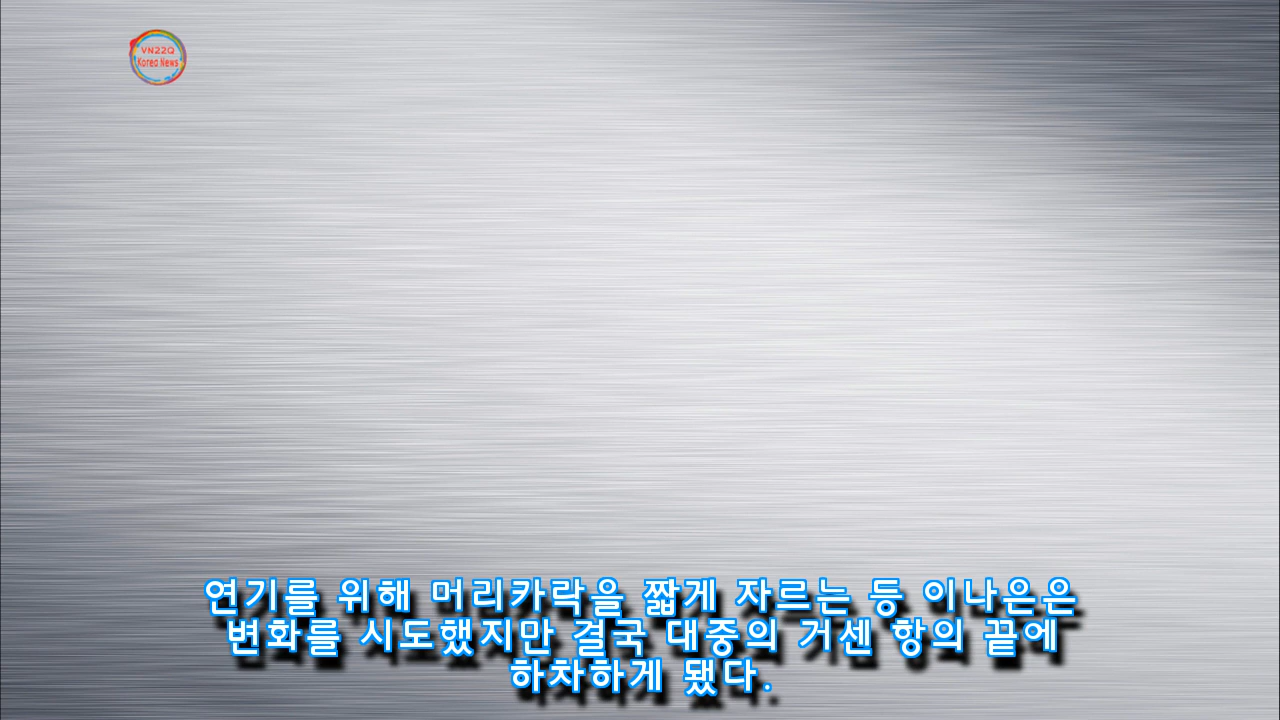 VN22Q
Korea News
연기를 위해 머리카락을 짧게 자르는 등 이나은은
변화를 시도했지만 결국 대중의 거센 항의 끝에
하차하게 됐다.